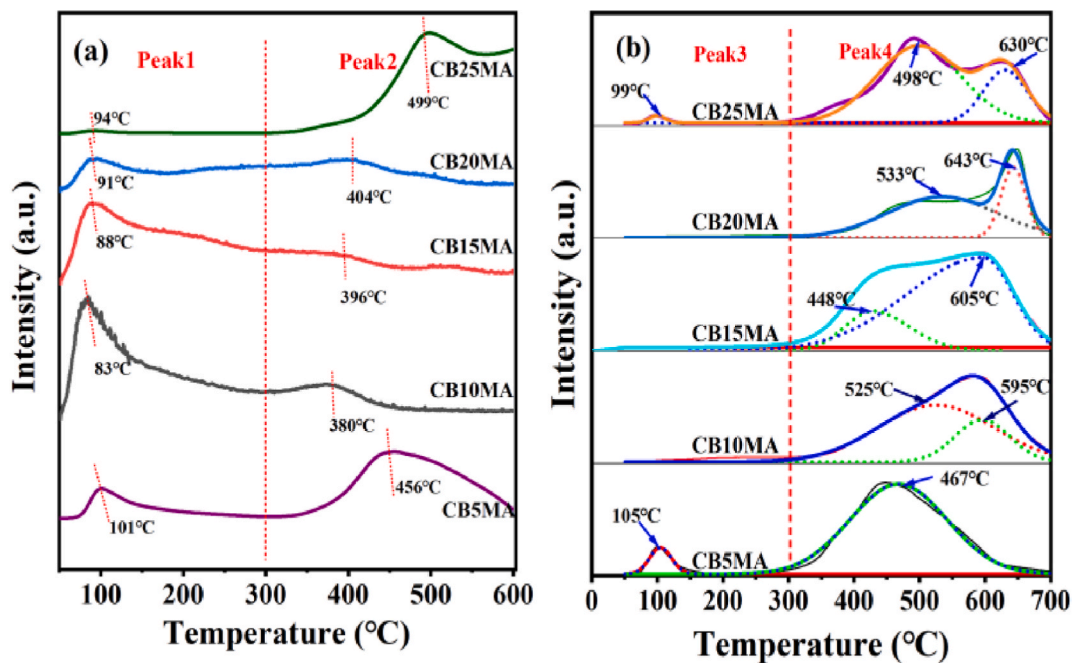 (a)
Peak1
Peak2
CB25MA
499℃
94℃
CB20MA
91℃
404℃
CB15MA
88℃
396℃
CB10MA
83℃
380℃
456℃
CB5MA
101℃
Intensity (a.u.)
100 200 300 400 500 600
Temperature (℃)
(b)
Peak3
Peak4
630℃
498℃
99℃
CB25MA
643℃
533℃
CB20MA
448℃
605℃
CB15MA
525℃
595℃
CB10MA
467℃
105℃
CB5MA
Intensity (a.u.)
0 100 200 300 400 500 600 700
Temperature (℃)